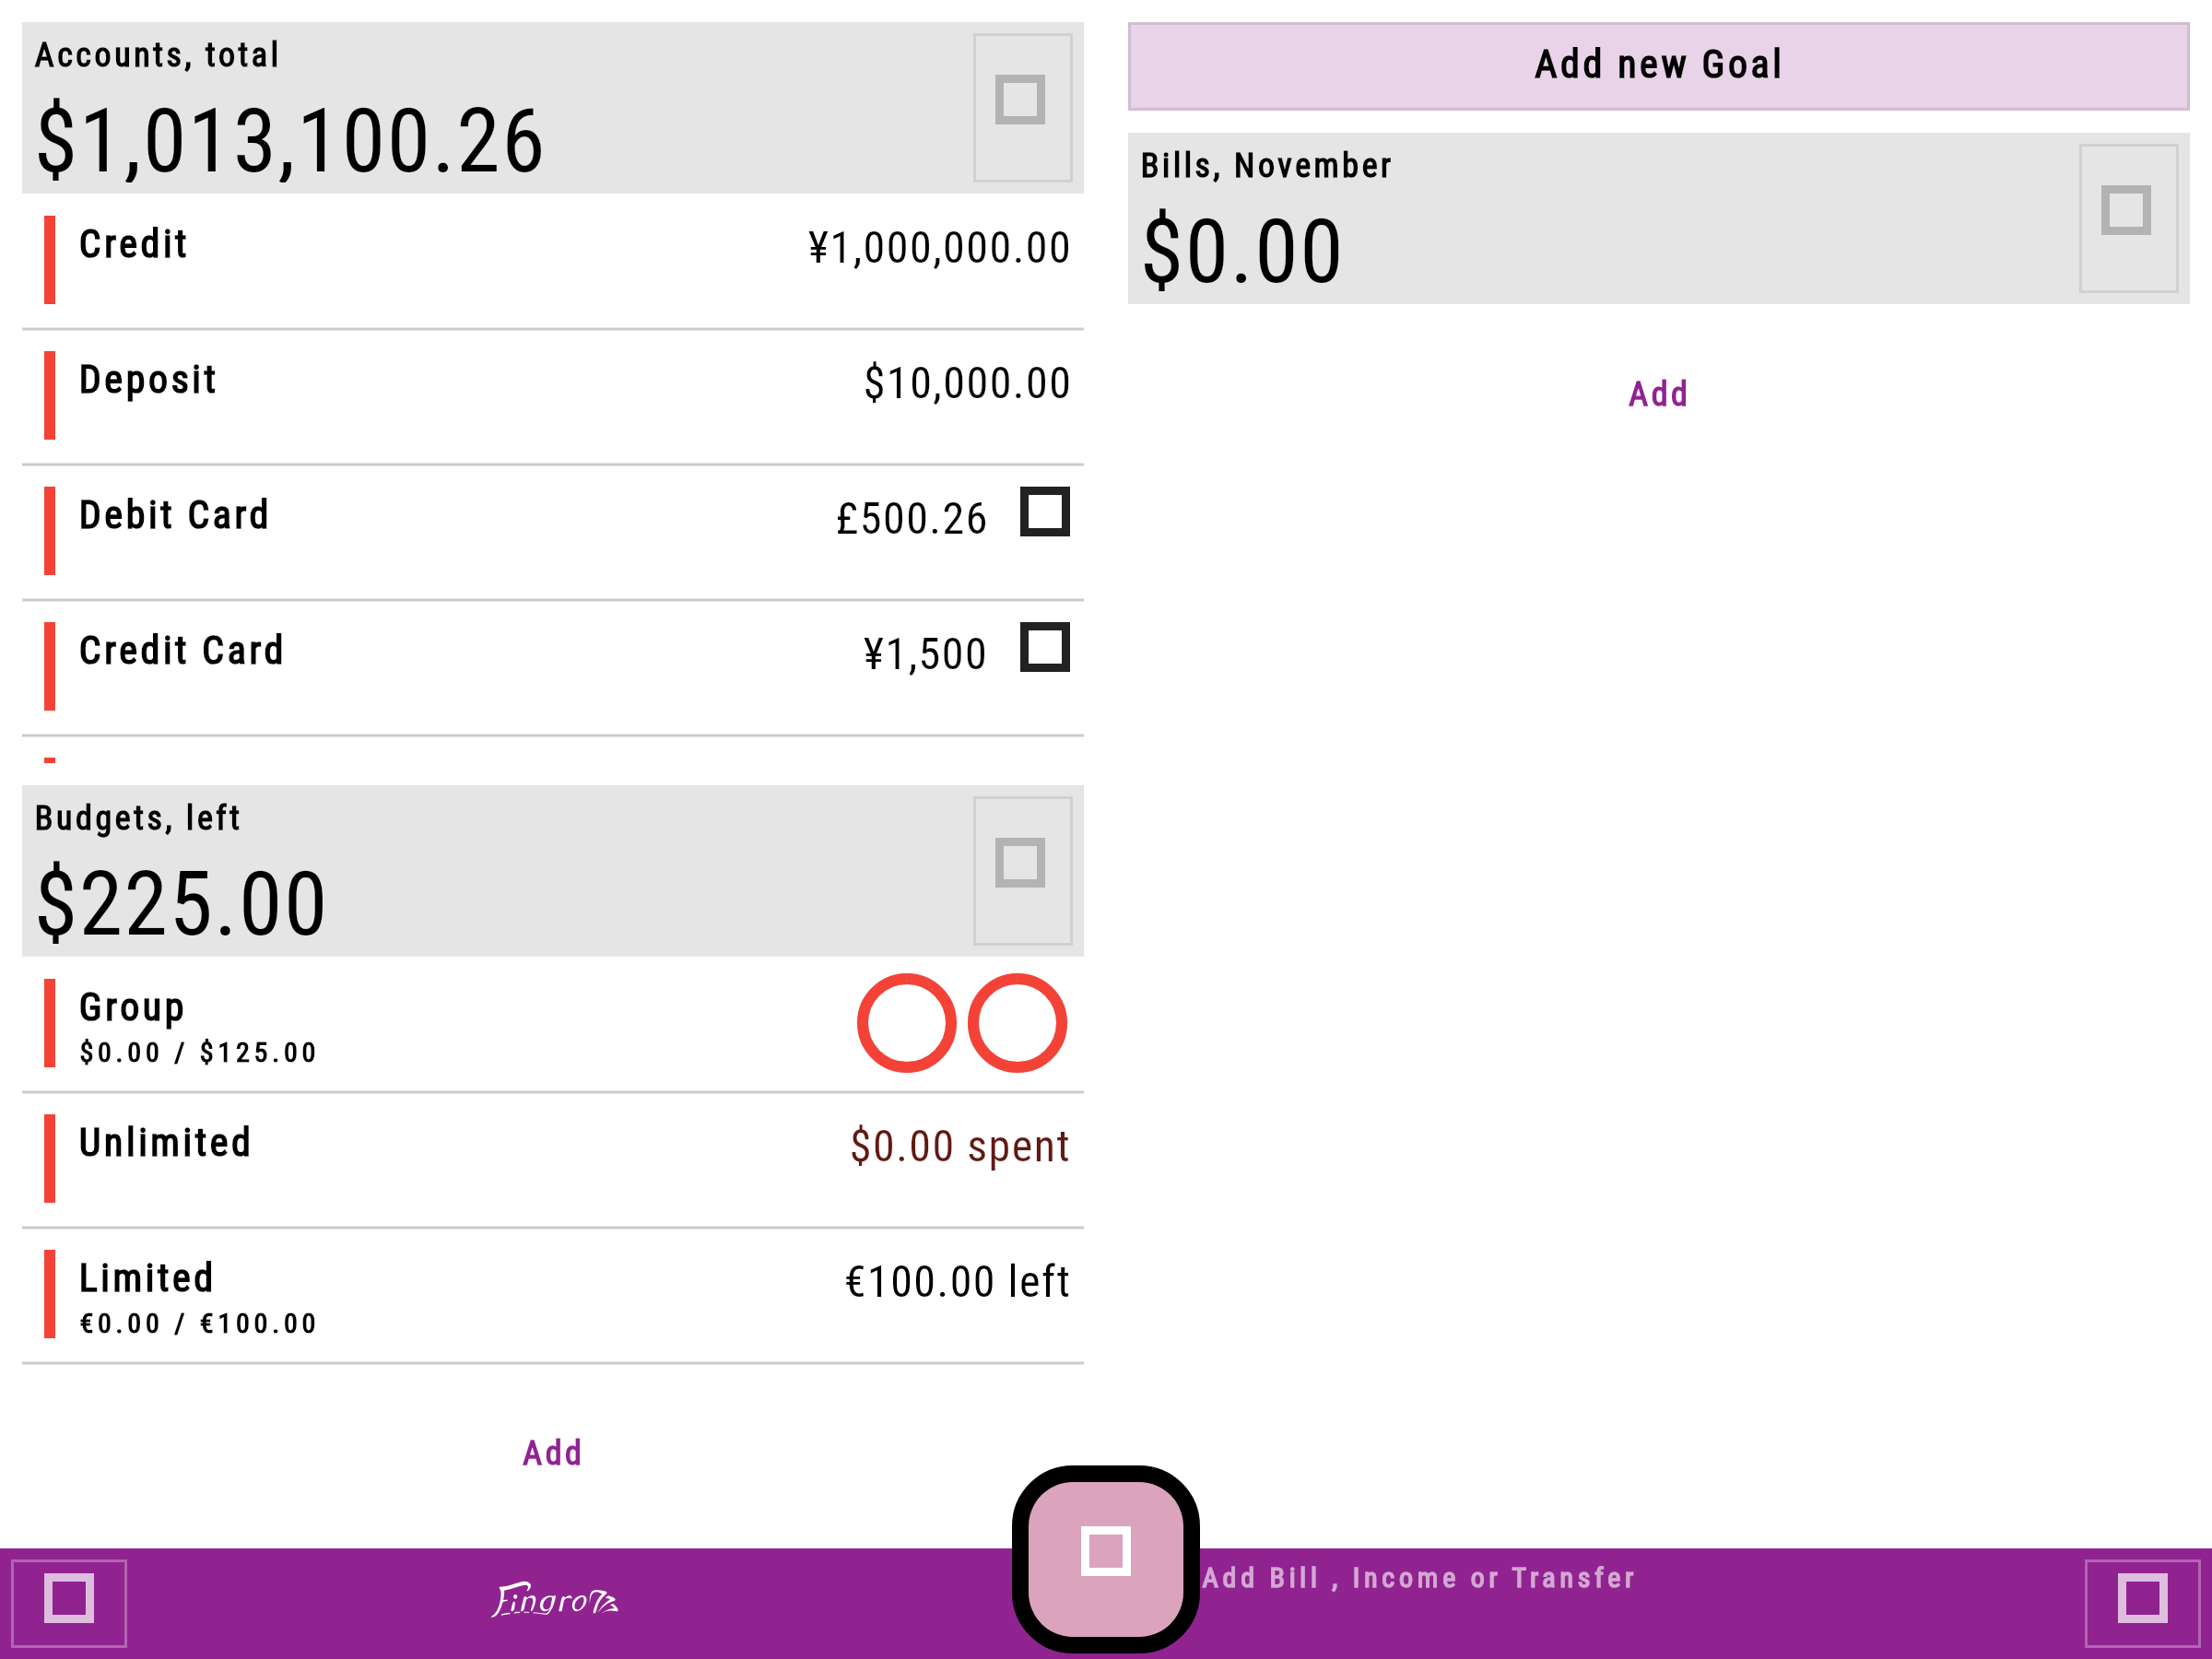 Accounts, total
$1,013,100.26
Credit
¥1,000,000.00
Deposit
$10,000.00
Debit Card
£500.26
Credit Card
¥1,500
Budgets, left
$225.00
Group
$0.00 / $125.00
Unlimited
$0.00 spent
Limited
€0.00 / €100.00
€100.00 left
Add
Add new Goal
Bills, November
$0.00
Add
Add Bill , Income or Transfer